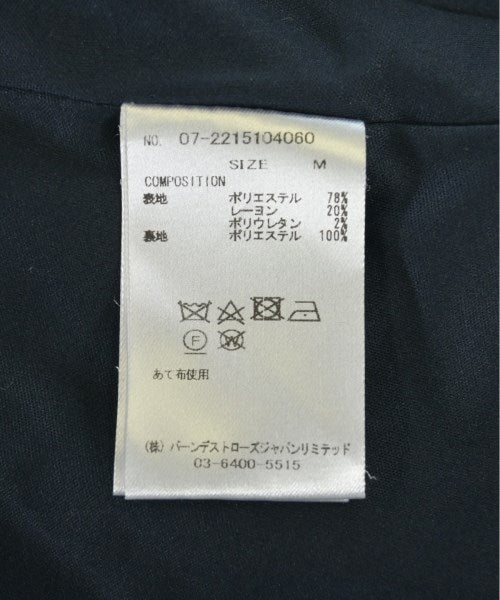 NO. 07-2215104060
SIZE M
COMPOSITION
表地 ポリエステル 78%
レーヨン 20%
ポリウレタン 2%
裏地 ポリエステル 100%
F W
あて布使用
(株)バーンデストローズジャパンリミテッド
03-6400-5515